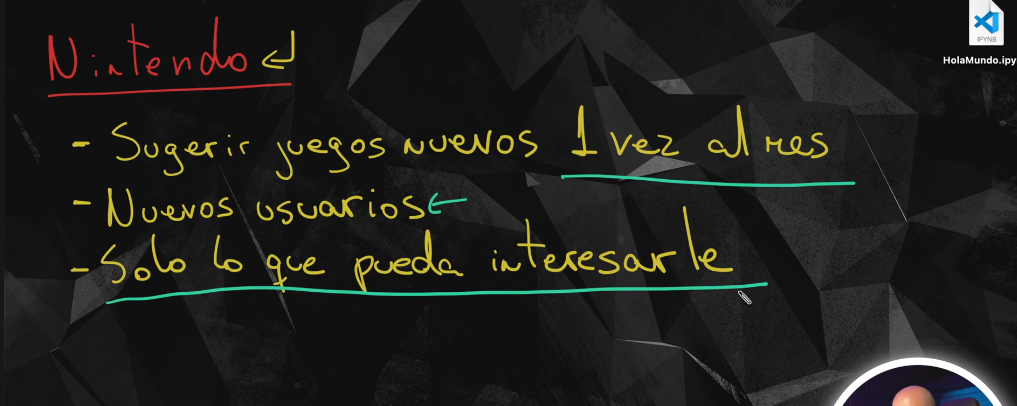 Nintendo
IPYNB
HolaMundo.ipy
- Sugerir juegos nuevos 1 vez al mes
- Nuevos usuarios
- Solo lo que pueda interesarle